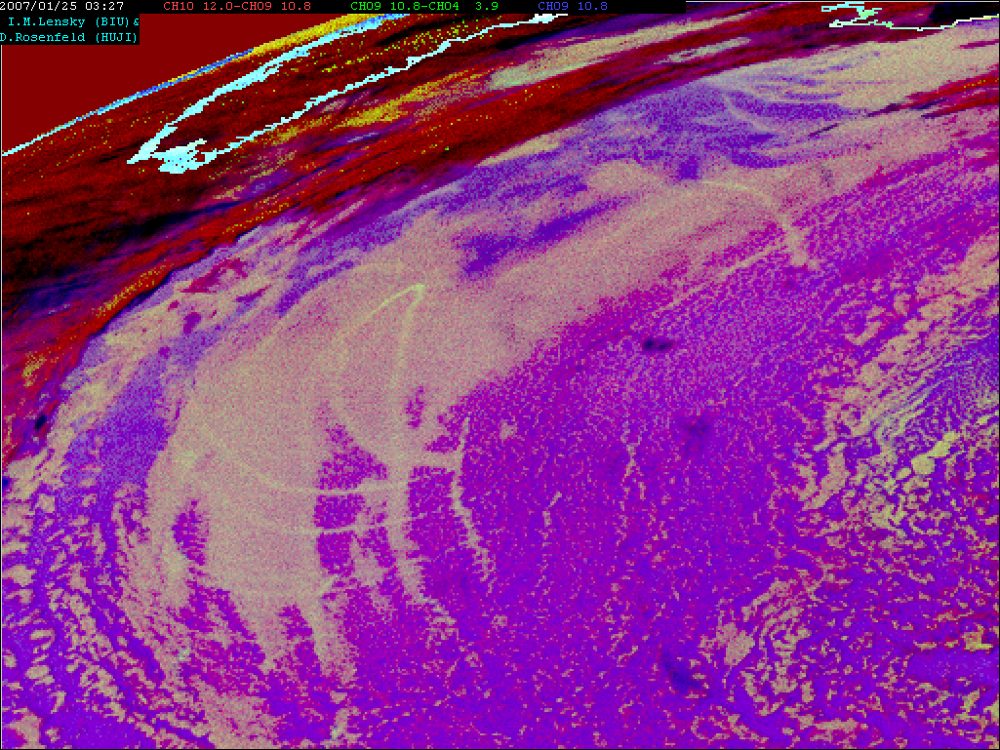 2007/01/25 03:27 CH10 12.0-CH09 10.8 CH09 10.8-CH04 3.9 CH09 10.8
I.M.Lensky (BIU)&
D.Rosenfeld (HUJI)